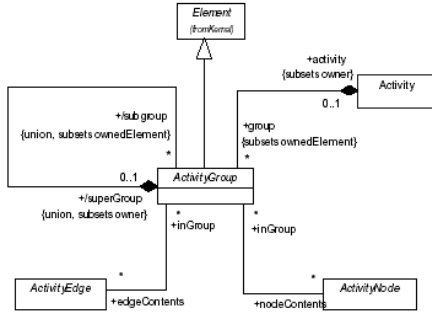 Element
(fromKernal)
+activity
{subsets owner}
Activity
0..1
+/subgroup
{union, subsets ownedElement}
*
+group
{subsets ownedElement}
*
0..1
ActivityGroup
+/superGroup
{union, subsets owner}
*
+inGroup
*
+inGroup
*
ActivityEdge
+edgeContents
*
ActivityNode
+nodeContents